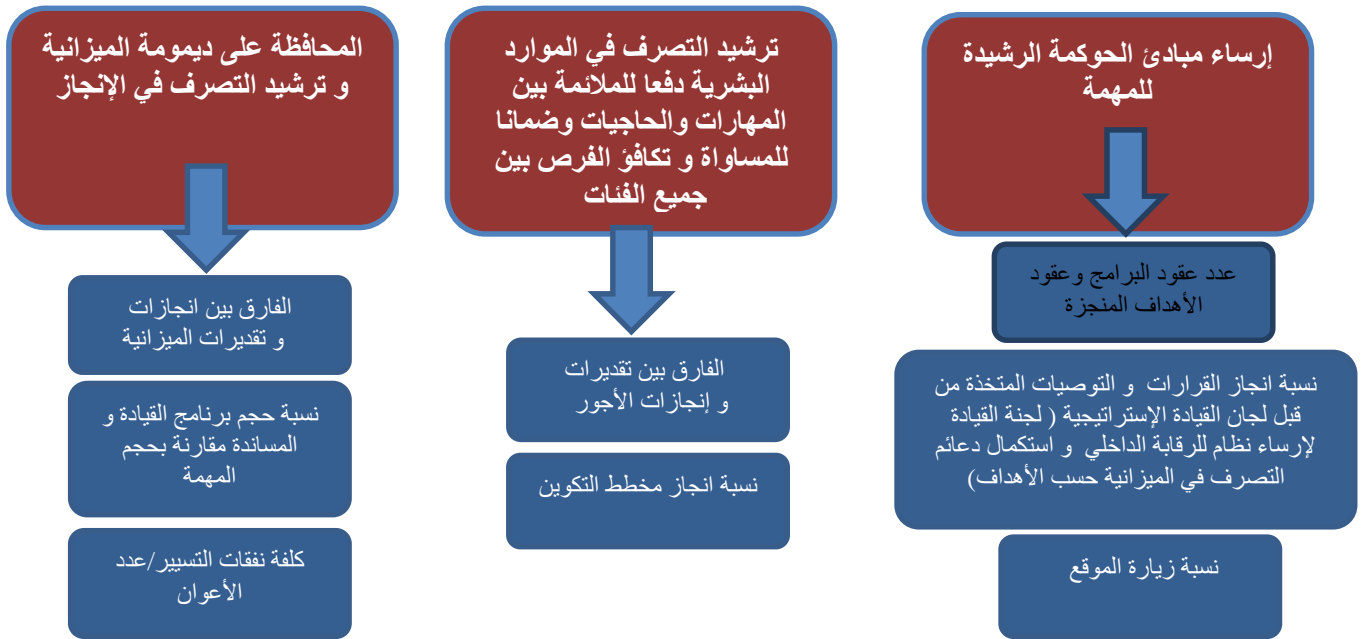 إرساء مبادئ الحوكمة الرشيدة
للمهمة
عدد عقود البرامج وعقود
الأهداف المنجزة
نسبة انجاز القرارات و التوصيات المتخذة من
قبل لجان القيادة الإستراتيجية ( لجنة القيادة
لإرساء نظام للرقابة الداخلي و استكمال دعائم
التصرف في الميزانية حسب الأهداف)
نسبة زيارة الموقع
ترشيد التصرف في الموارد
البشرية دفعا للملائمة بين
المهارات والحاجيات وضمانا
للمساواة و تكافؤ الفرص بين
جميع الفئات
الفارق بين تقديرات
و إنجازات الأجور
نسبة انجاز مخطط التكوين
المحافظة على ديمومة الميزانية
و ترشيد التصرف في الإنجاز
الفارق بين انجازات
و تقديرات الميزانية
نسبة حجم برنامج القيادة و
المساندة مقارنة بحجم
المهمة
كلفة نفقات التسيير/عدد
الأعوان